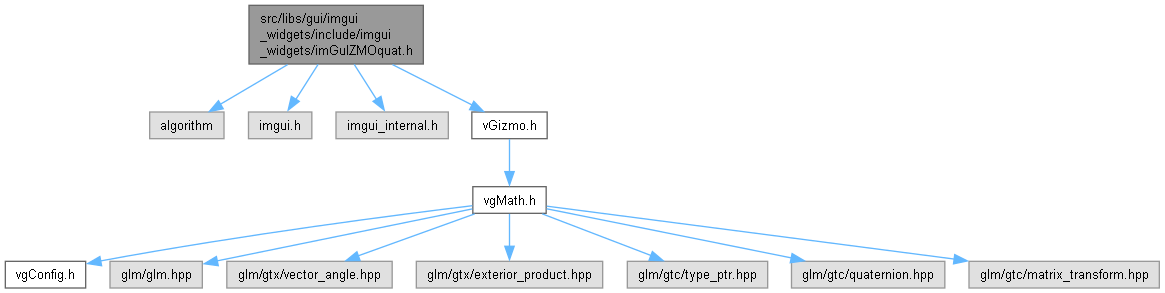 src/libs/gui/imgui
_widgets/include/imgui
_widgets/imGuIZMOquat.h
algorithm
imgui.h
imgui_internal.h
vGizmo.h
vgMath.h
vgConfig.h
glm/glm.hpp
glm/gtx/vector_angle.hpp
glm/gtx/exterior_product.hpp
glm/gtc/type_ptr.hpp
glm/gtc/quaternion.hpp
glm/gtc/matrix_transform.hpp